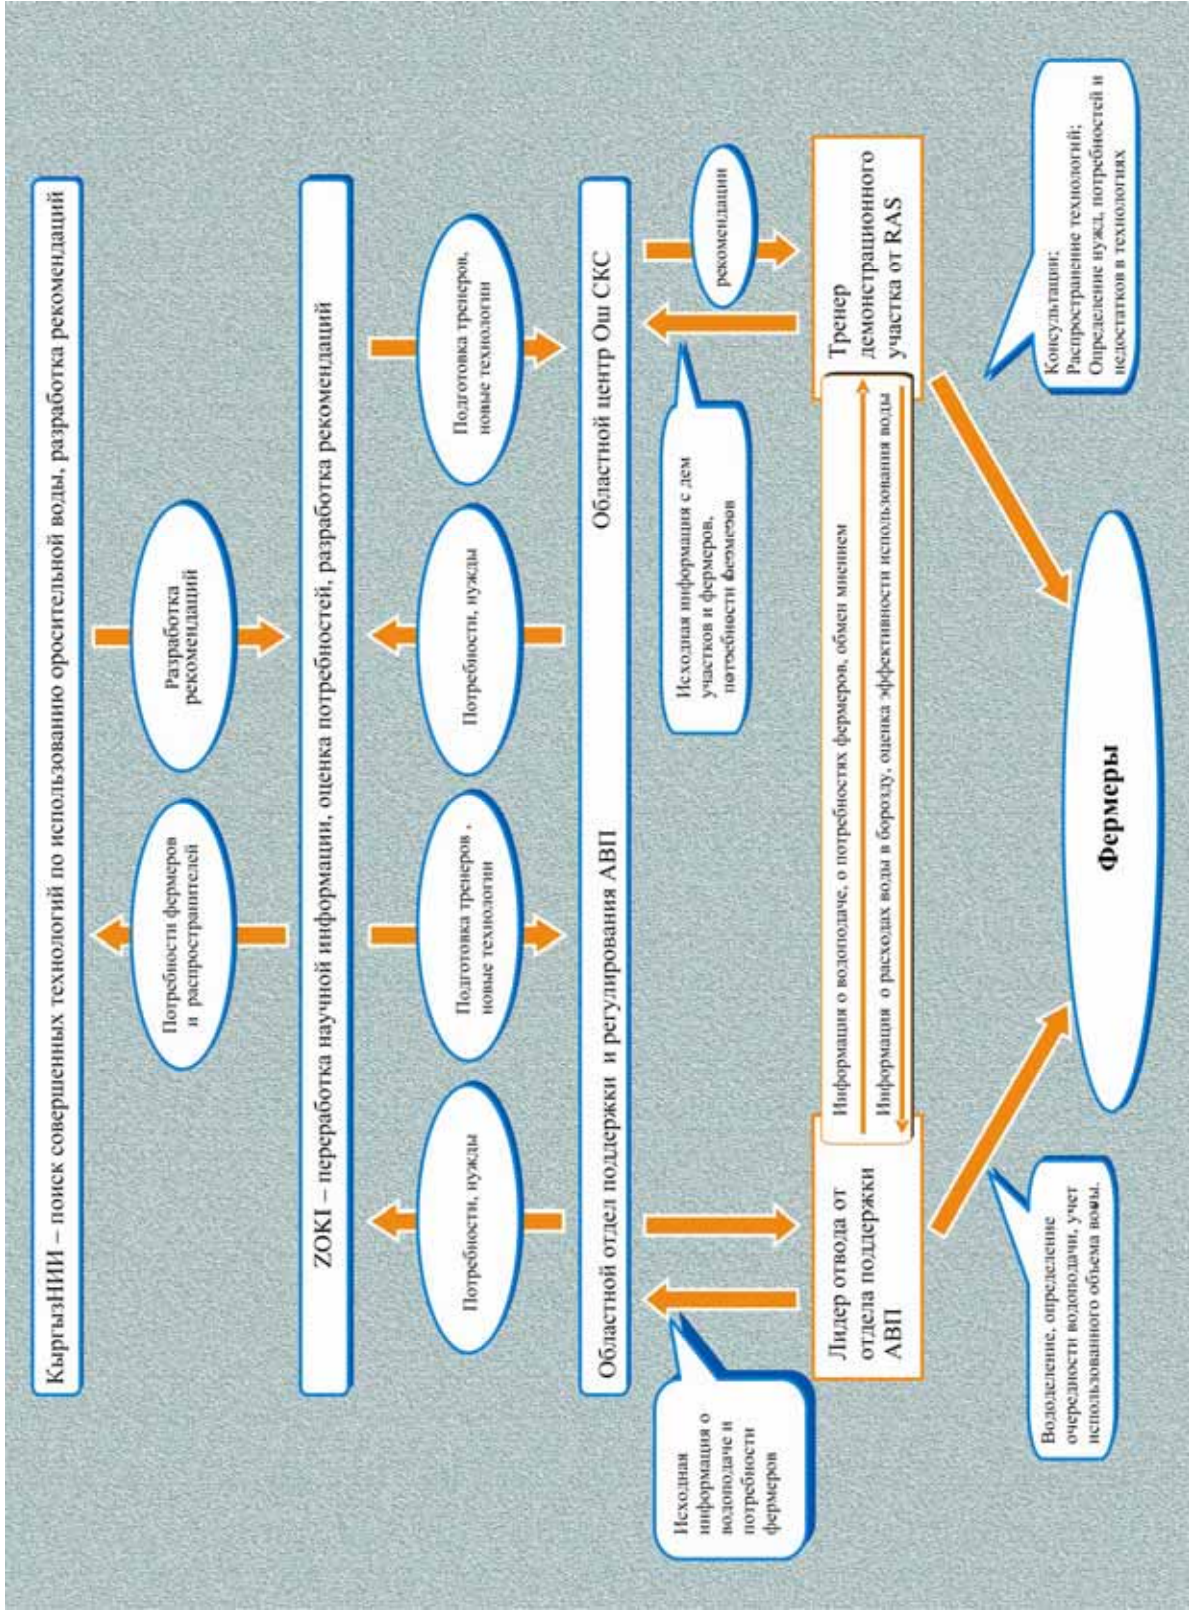 КыргызНИИ – поиск совершенных технологий по использованию оросительной воды, разработка рекомендаций
Потребности фермеров
и распространителей
Разработка
рекомендаций
ZOKI – переработка научной информации, оценка потребностей, разработка рекомендаций
Потребности, нужды
Подготовка тренеров ,
новые технологии
Потребности, нужды
Подготовка тренеров,
новые технологии
Областной отдел поддержки и регулирования АВП
Областной центр Ош СКС
Исходная
информация о
водоподаче и
потребности
фермеров
Исходная информация с дем
участков и фермеров,
потребности фермеров
рекомендации
Лидер отвода от
отдела поддержки
АВП
Информация о водоподаче, о потребностях фермеров, обмен мнением
Информация о расходах воды в борозду, оценка эффективности использования воды
Тренер
демонстрационного
участка от RAS
Вододеление, определение
очередности водоподачи, учет
использованного объема воды.
Консультации;
Распространение технологий;
Определение нужд, потребностей и
недостатков в технологиях
Фермеры